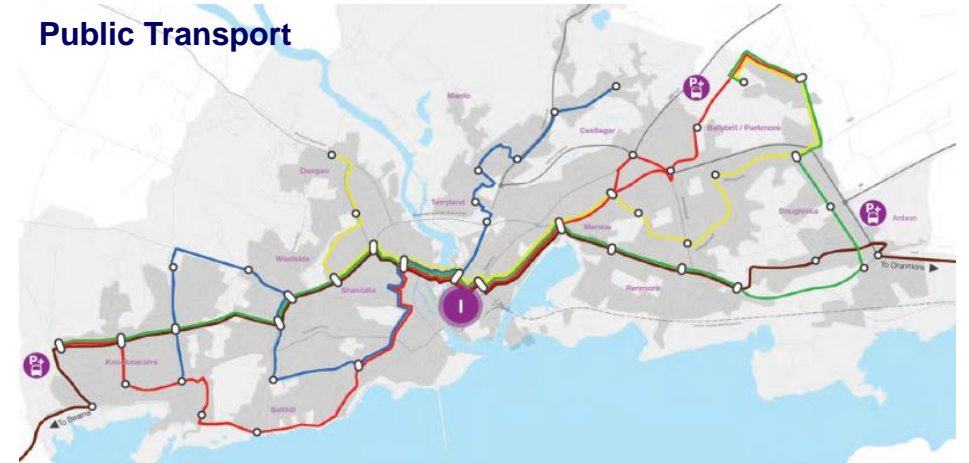 Public Transport
Menlo
P+
Castlegar
Ballybrit / Parkmore
Dangan
Terryland
Doughiska
P+
Ardaun
Mervue
Westside
To Oranmore
Shantalla
Renmore
I
Knocknacarra
P+
Salthill
To Bearna